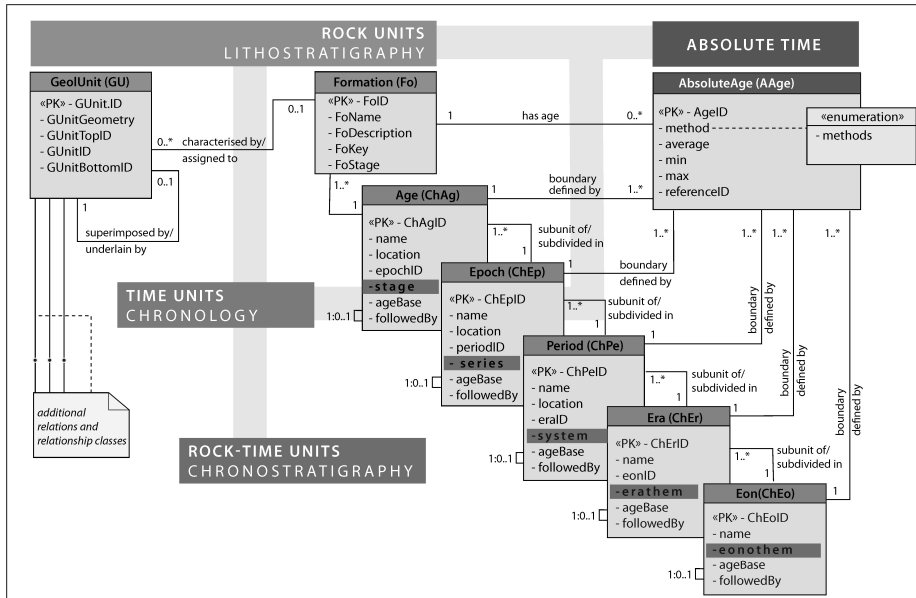 ROCK UNITS
LITHOSTRATIGRAPHY
ABSOLUTE TIME
GeolUnit (GU)
«PK» - GUnit.ID
- GUnitGeometry
- GUnitTopID
- GUnitID
- GUnitBottomID
0..*
characterised by/
assigned to
0..1
0..1
1
superimposed by/
underlain by
Formation (Fo)
«PK» - FoID
- FoName
- FoDescription
- FoKey
- FoStage
1
has age
0..*
1..*
1
AbsoluteAge (AAge)
«PK» - AgeID
- method
- average
- min
- max
- referenceID
«enumeration»
- methods
Age (ChAg)
«PK» - ChAgID
- name
- location
- epochID
- stage
- ageBase
- followedBy
1:0..1
1
boundary
defined by
1..*
1..*
subunit of/
subdivided in
1
TIME UNITS
CHRONOLOGY
Epoch (ChEp)
«PK» - ChEpID
- name
- location
- periodID
- series
- ageBase
- followedBy
1:0..1
1
boundary
defined by
1..*
1..*
subunit of/
subdivided in
1
Period (ChPe)
«PK» - ChPeID
- name
- location
- eraID
-system
- ageBase
- followedBy
1:0..1
1
boundary
defined by
1..*
1..*
subunit of/
subdivided in
1
Era (ChEr)
«PK» - ChErID
- name
- eonID
-erathem
- ageBase
- followedBy
1:0..1
1
boundary
defined by
1..*
1..*
subunit of/
subdivided in
1
Eon(ChEo)
«PK» - ChEoID
- name
-eonothem
- ageBase
- followedBy
1:0..1
1
boundary
defined by
1..*
additional
relations and
relationship classes
ROCK-TIME UNITS
CHRONOSTRATIGRAPHY